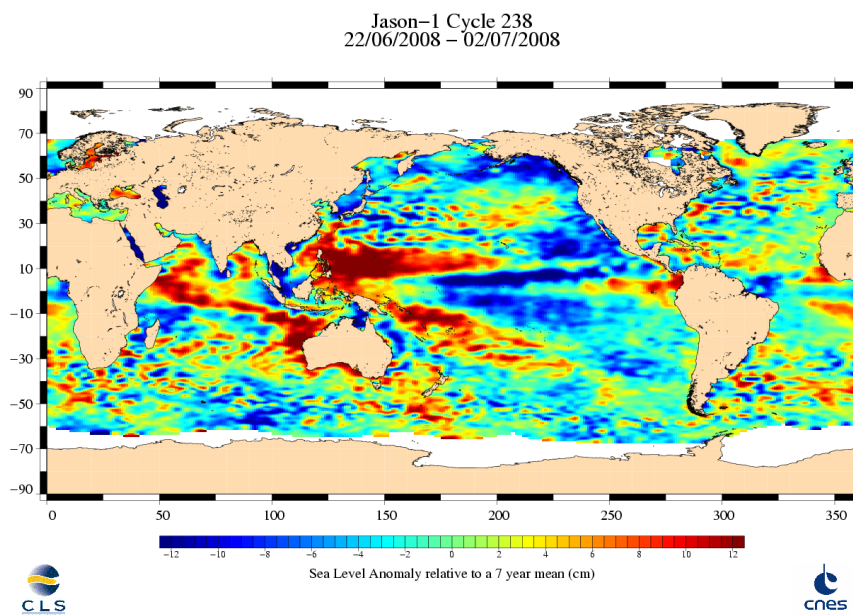 Jason-1 Cycle 238
22/06/2008 - 02/07/2008
90
70
50
30
10
-10
-30
-50
-70
-90
0 50 100 150 200 250 300 350
-12 -10 -8 -6 -4 -2 0 2 4 6 8 10 12
Sea Level Anomaly relative to a 7 year mean (cm)
CLS
cnes